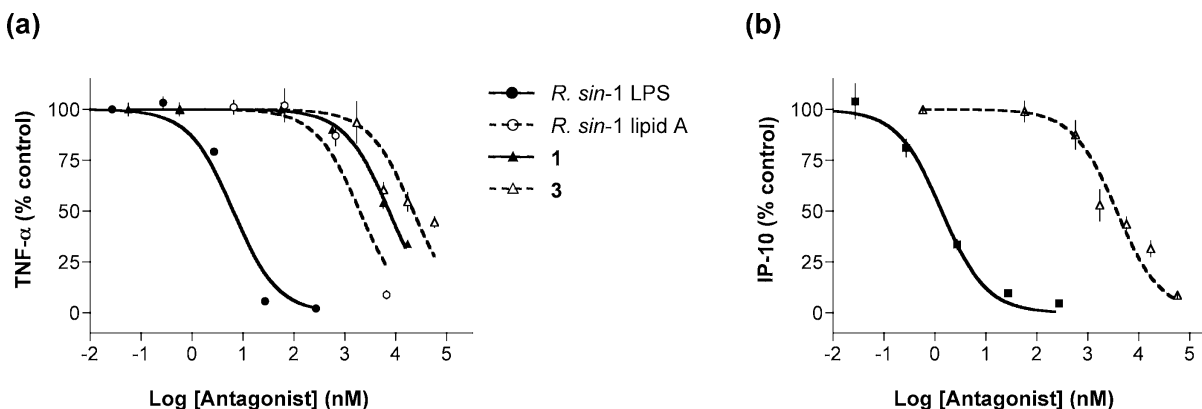 (a)
TNF-α (% control)
100
75
50
25
0
-2 -1 0 1 2 3 4 5
Log [Antagonist] (nM)
R. sin-1 LPS
R. sin-1 lipid A
1
3
(b)
IP-10 (% control)
100
75
50
25
0
-2 -1 0 1 2 3 4 5
Log [Antagonist] (nM)